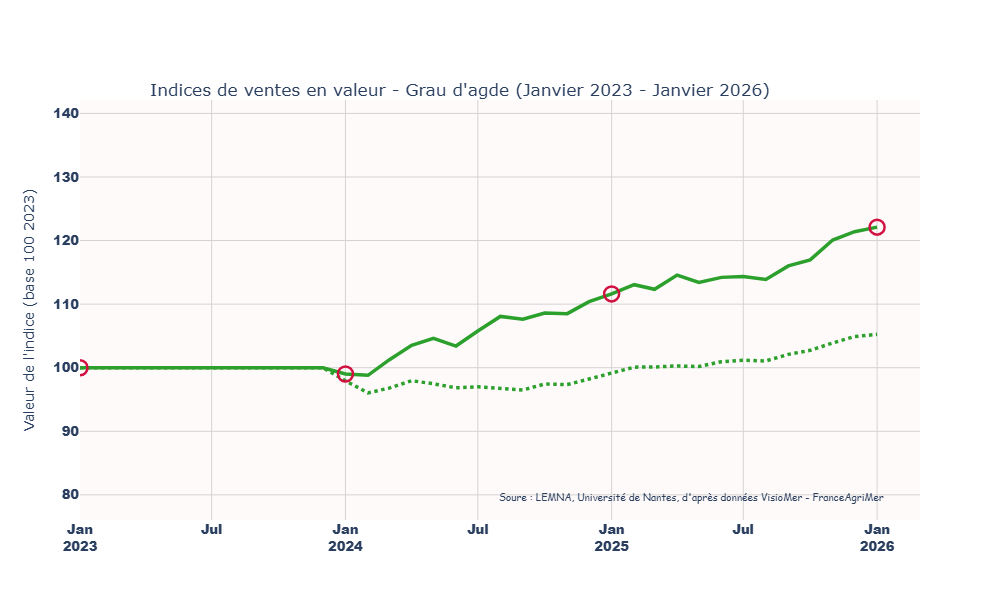 Indices de ventes en valeur - Grau d'agde (Janvier 2023 - Janvier 2026)
Valeur de l'indice (base 100 2023)
140
130
120
110
100
90
80
Soure : LEMNA, Université de Nantes, d'après données VisioMer - FranceAgriMer
Jan
2023
Jul
Jan
2024
Jul
Jan
2025
Jul
Jan
2026